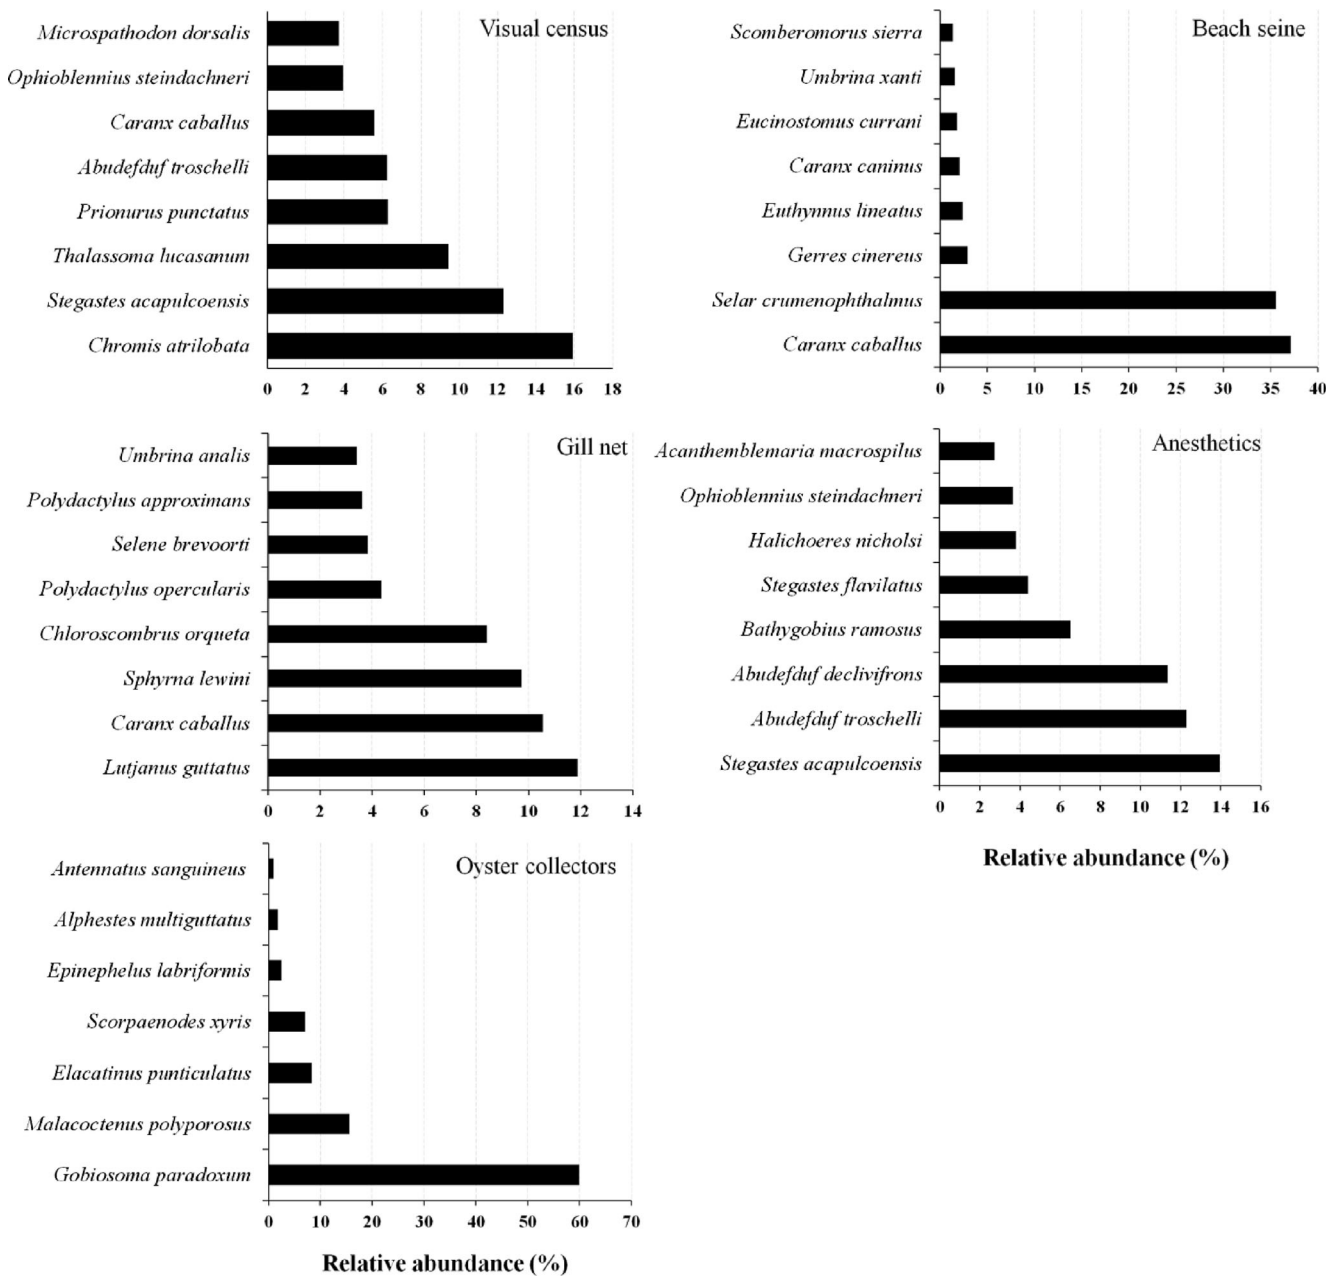 Visual census
Microspathodon dorsalis
Ophioblennius steindachneri
Caranx caballus
Abudefduf troschelli
Prionurus punctatus
Thalassoma lucasanum
Stegastes acapulcoensis
Chromis atrilobata
0 2 4 6 8 10 12 14 16 18
Beach seine
Scomberomorus sierra
Umbrina xanti
Eucinostomus currani
Caranx caninus
Euthynnus lineatus
Gerres cinereus
Selar crumenophthalmus
Caranx caballus
0 5 10 15 20 25 30 35 40
Gill net
Umbrina analis
Polydactylus approximans
Selene brevoorti
Polydactylus opercularis
Chloroscombrus orqueta
Sphyrna lewini
Caranx caballus
Lutjanus guttatus
0 2 4 6 8 10 12 14
Anesthetics
Acanthemblemaria macrospilus
Ophioblennius steindachneri
Halichoeres nicholsi
Stegastes flavilatus
Bathygobius ramosus
Abudefduf declivifrons
Abudefduf troschelli
Stegastes acapulcoensis
0 2 4 6 8 10 12 14 16
Relative abundance (%)
Oyster collectors
Antennatus sanguineus
Alphestes multiguttatus
Epinephelus labriformis
Scorpaenodes xyris
Elacatinus punticulatus
Malacoctenus polyporosus
Gobiosoma paradoxum
0 10 20 30 40 50 60 70
Relative abundance (%)